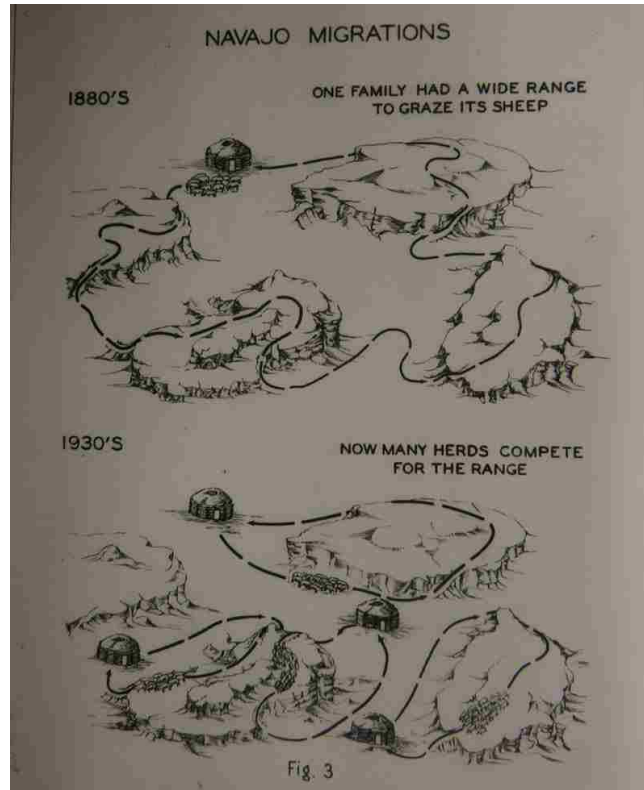 NAVAJO MIGRATIONS
1880'S
ONE FAMILY HAD A WIDE RANGE
TO GRAZE ITS SHEEP
1930'S
NOW MANY HERDS COMPETE
FOR THE RANGE
Fig. 3